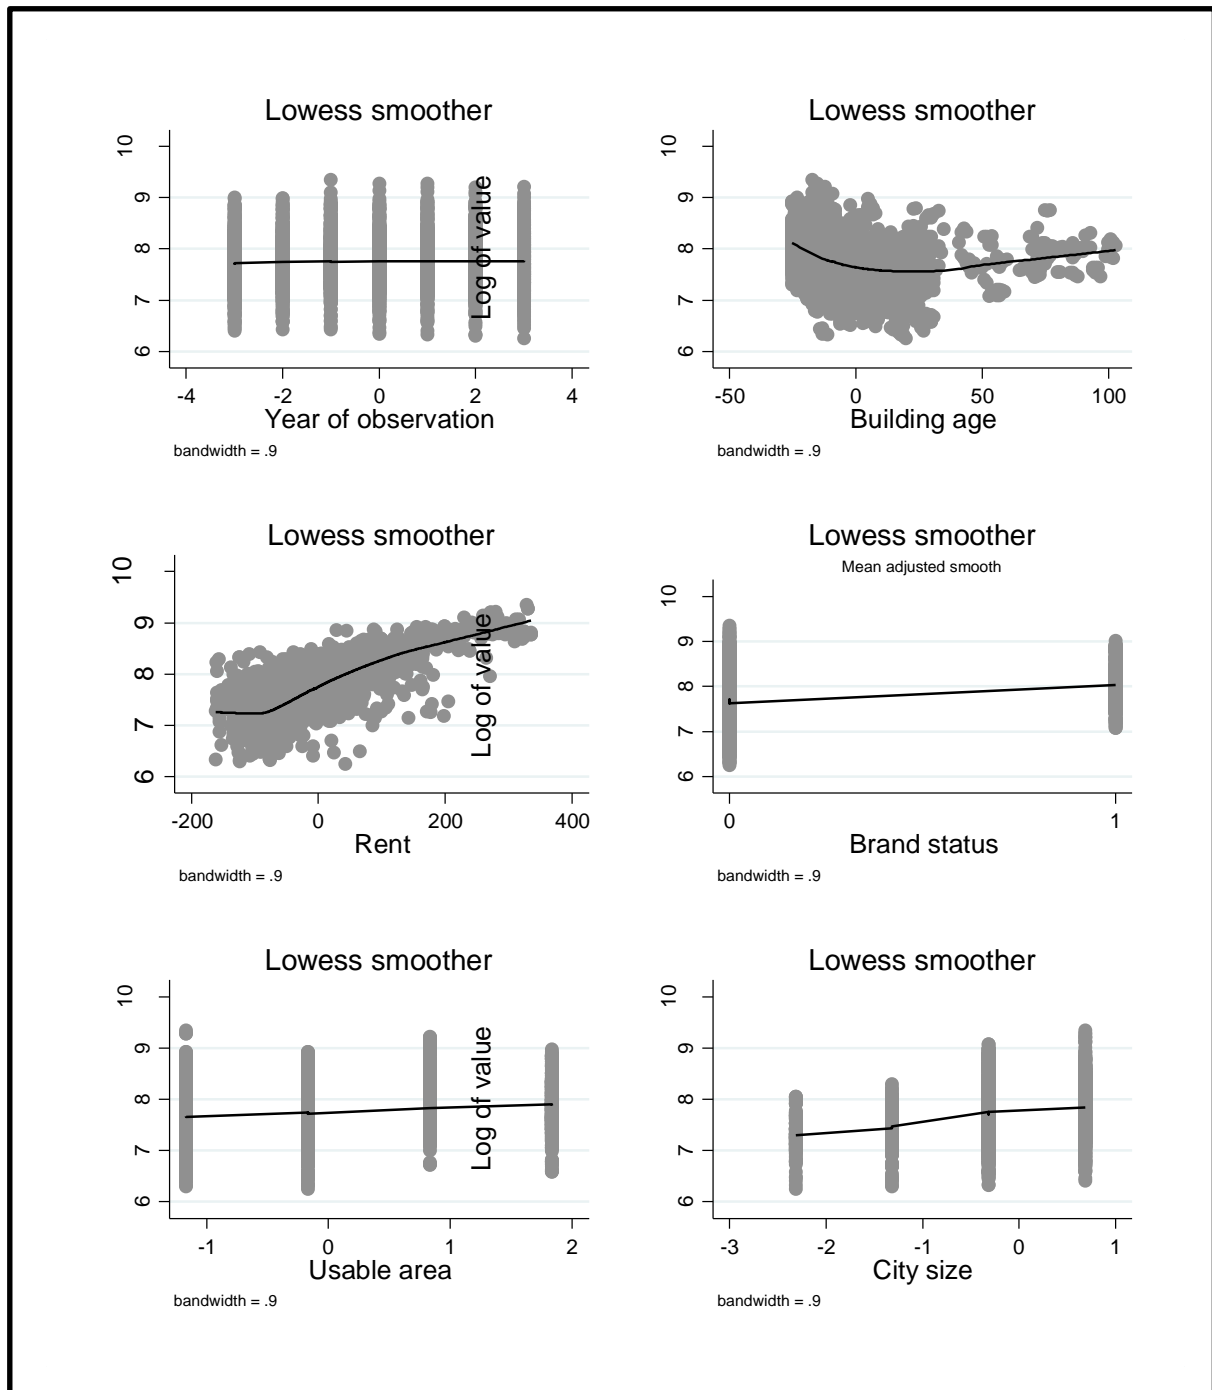 Lowess smoother
10
9
8
7
6
Log of value
-4 -2 0 2 4
Year of observation
bandwidth = .9
Lowess smoother
10
9
8
7
6
-50 0 50 100
Building age
bandwidth = .9
Lowess smoother
10
9
8
7
6
Log of value
-200 0 200 400
Rent
bandwidth = .9
Lowess smoother
Mean adjusted smooth
10
9
8
7
6
0 1
Brand status
bandwidth = .9
Lowess smoother
10
9
8
7
6
Log of value
-1 0 1 2
Usable area
bandwidth = .9
Lowess smoother
10
9
8
7
6
-3 -2 -1 0 1
City size
bandwidth = .9